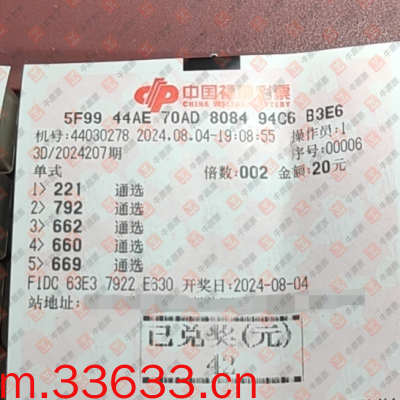 中国福利彩票
CHINA WELFARE LOTTERY
5F99 44AE 70AD 8084 94C6 B3E6
机号:44030278 2024.08.04-19:08:55 操作员:1
3D/2024207期 序号:00006
单式 倍数:002 金额:20元
1> 221 通选
2> 792 通选
3> 662 通选
4> 660 通选
5> 669 通选
F1DC 63E3 7922 E330 开奖日:2024-08-04
站地址:
已兑奖(元)
42
m.33633.cn